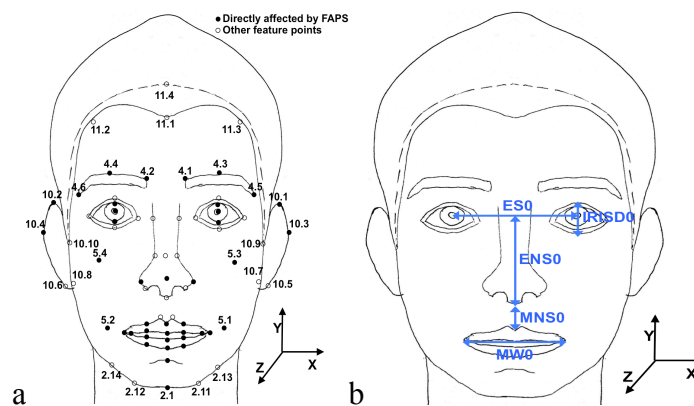 Directly affected by FAPS
Other feature points
11.4
11.1
11.2
11.3
4.4
4.2
4.1
4.3
4.6
4.5
10.2
10.1
10.4
10.3
10.10
10.9
5.4
5.3
10.8
10.7
10.6
10.5
5.2
5.1
2.14
2.13
2.12
2.1
2.11
Y
X
Z
a
ES0
IRISD0
ENS0
MNS0
MW0
Y
X
Z
b